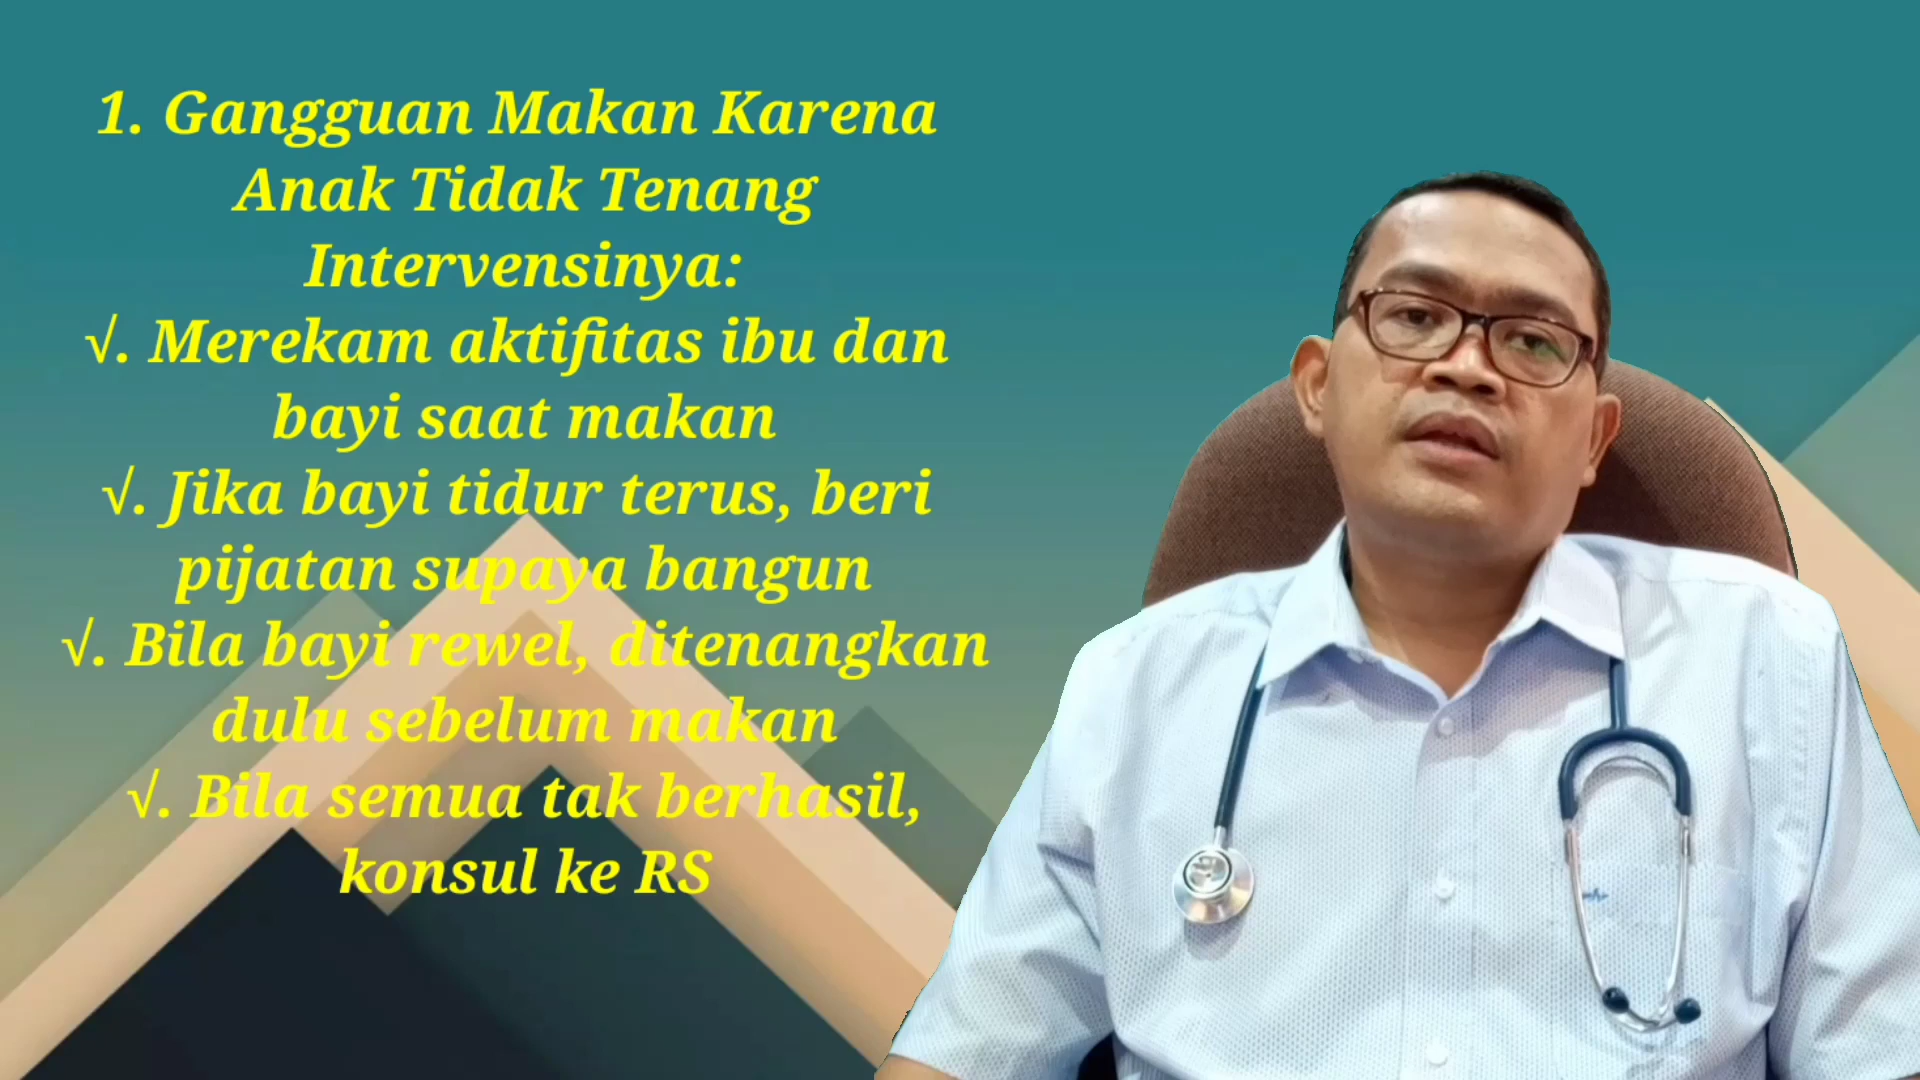 1. Gangguan Makan Karena
Anak Tidak Tenang
Intervensinya:
√. Merekam aktifitas ibu dan
bayi saat makan
√. Jika bayi tidur terus, beri
pijatan supaya bangun
√. Bila bayi rewel, ditenangkan
dulu sebelum makan
√. Bila semua tak berhasil,
konsul ke RS